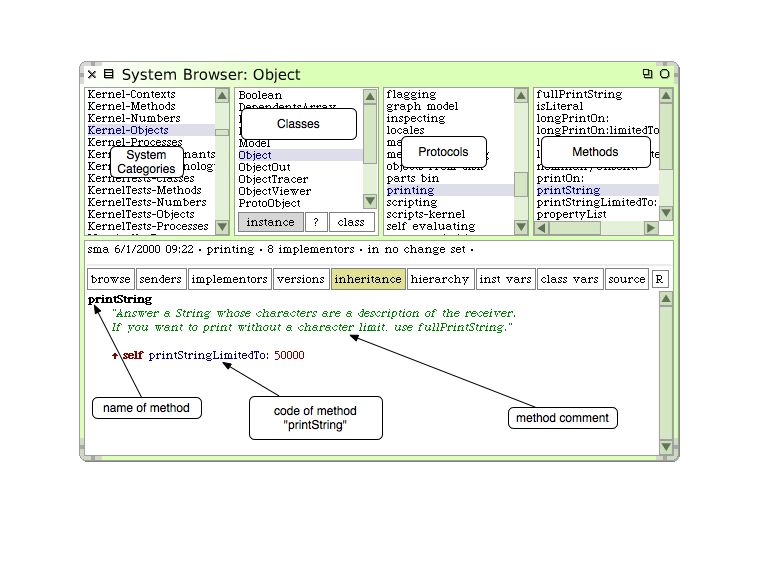 System Browser: Object
Kernel-Contexts
Kernel-Methods
Kernel-Numbers
Kernel-Objects
Kernel-Processes
KernelTests-Classes
KernelTests-Methods
KernelTests-Numbers
KernelTests-Objects
KernelTests-Processes
System
Categories
Boolean
DependentsArray
Model
Object
ObjectOut
ObjectTracer
ObjectViewer
ProtoObject
Classes
instance ? class
flagging
graph model
inspecting
locales
objects from disk
parts bin
printing
scripting
scripts-kernel
self evaluating
Protocols
fullPrintString
isLiteral
longPrintOn:
longPrintOn:limitedTo
printOn:
printString
printStringLimitedTo:
propertyList
Methods
sma 6/1/2000 09:22 · printing · 8 implementors · in no change set ·
browse senders implementors versions inheritance hierarchy inst vars class vars source R
printString
"Answer a String whose characters are a description of the receiver.
If you want to print without a character limit, use fullPrintString."
↑ self printStringLimitedTo: 50000
name of method
code of method
"printString"
method comment